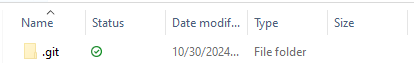 Name Status Date modif... Type Size
.git 10/30/2024... File folder